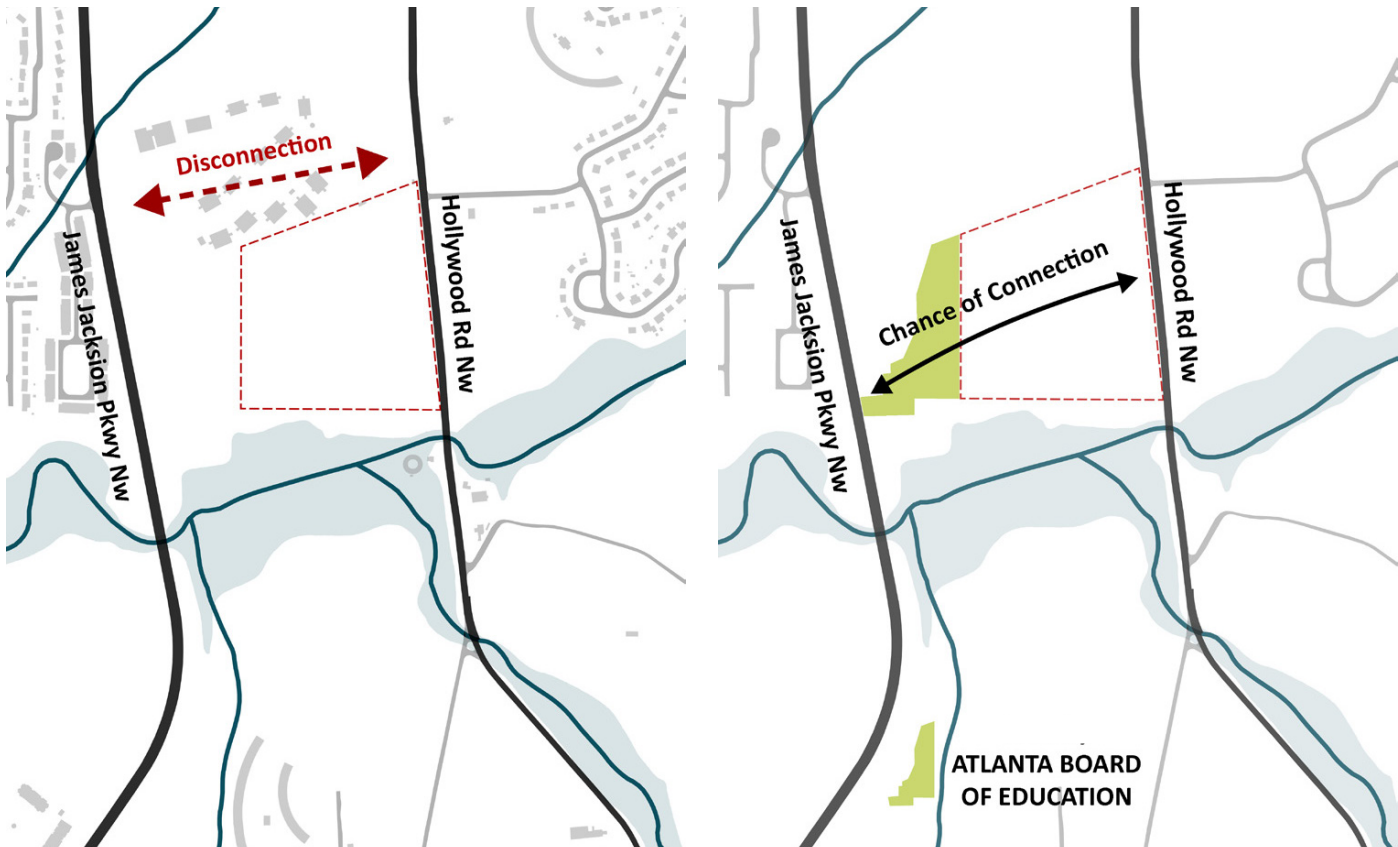 Disconnection
James Jacksion Pkwy Nw
Hollywood Rd Nw
Chance of Connection
James Jacksion Pkwy Nw
Hollywood Rd Nw
ATLANTA BOARD
OF EDUCATION